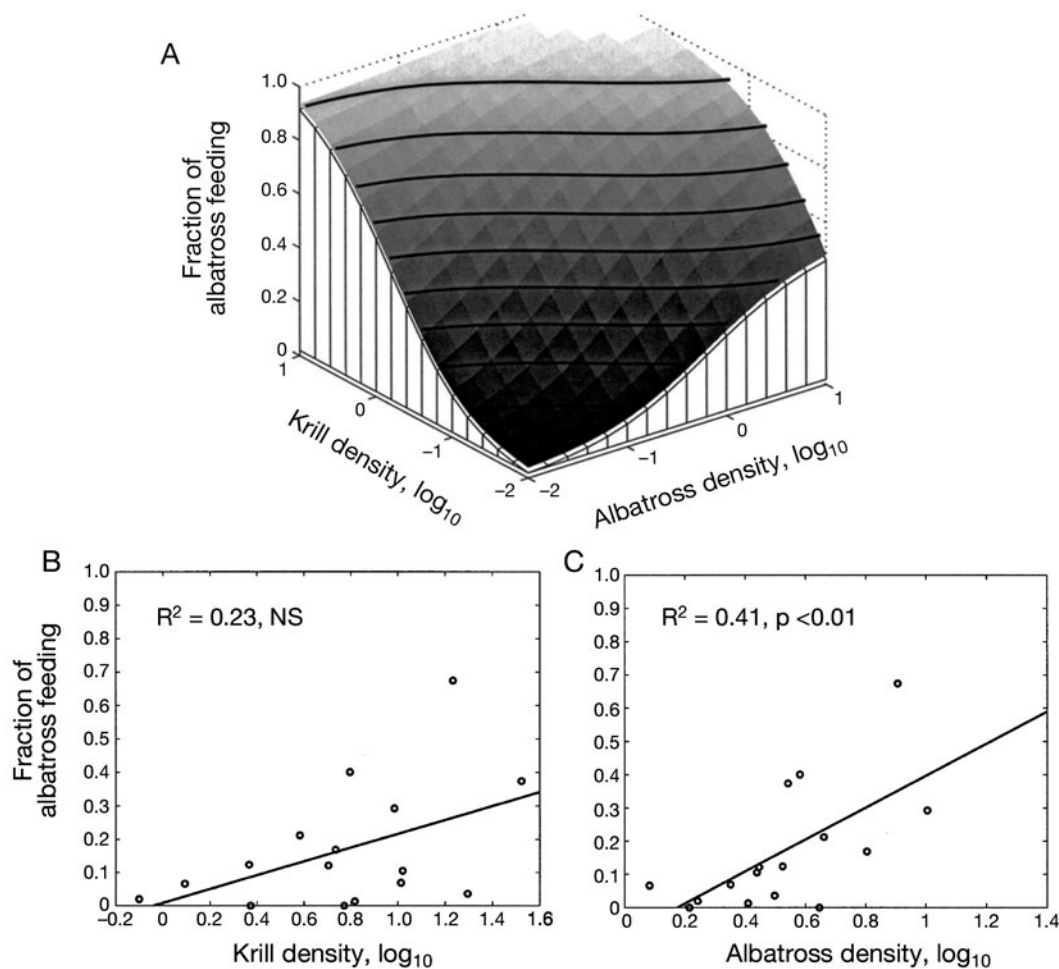 A
1.0
0.8
0.6
0.4
0.2
0
Fraction of
albatross feeding
1
0
−1
−2
Krill density, log10
−2
−1
0
1
Albatross density, log10
B
1.0
0.9
0.8
0.7
0.6
0.5
0.4
0.3
0.2
0.1
0
R² = 0.23, NS
Fraction of
albatross feeding
−0.2 0 0.2 0.4 0.6 0.8 1.0 1.2 1.4 1.6
Krill density, log10
C
1.0
0.9
0.8
0.7
0.6
0.5
0.4
0.3
0.2
0.1
0
R² = 0.41, p <0.01
0 0.2 0.4 0.6 0.8 1 1.2 1.4
Albatross density, log10